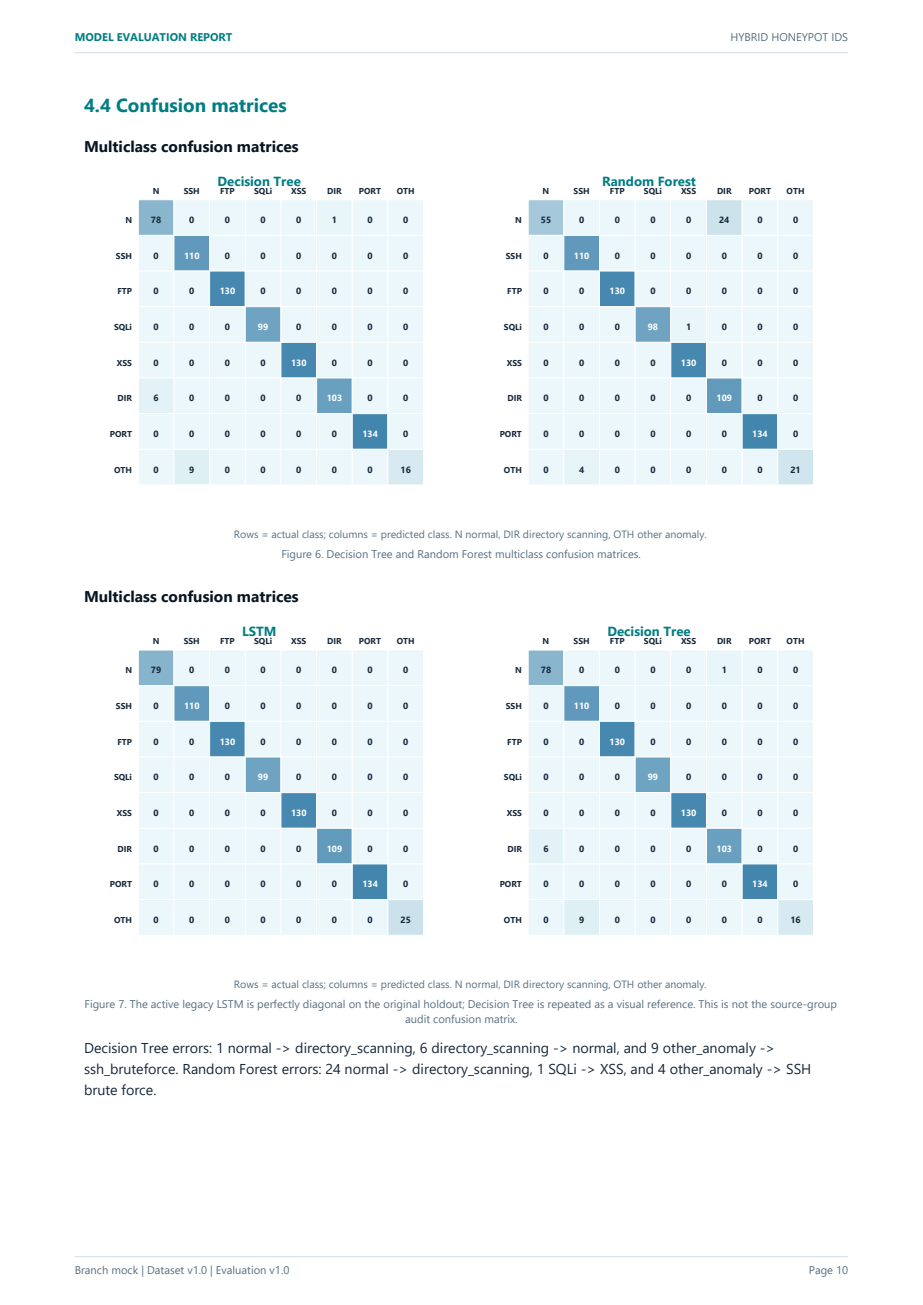 MODEL EVALUATION REPORT
HYBRID HONEYPOT IDS
4.4 Confusion matrices
Multiclass confusion matrices
Decision Tree
N SSH FTP SQLi XSS DIR PORT OTH
N 78 0 0 0 0 1 0 0
SSH 0 110 0 0 0 0 0 0
FTP 0 0 130 0 0 0 0 0
SQLi 0 0 0 99 0 0 0 0
XSS 0 0 0 0 130 0 0 0
DIR 6 0 0 0 0 103 0 0
PORT 0 0 0 0 0 0 134 0
OTH 0 9 0 0 0 0 0 16
Random Forest
N SSH FTP SQLi XSS DIR PORT OTH
N 55 0 0 0 0 24 0 0
SSH 0 110 0 0 0 0 0 0
FTP 0 0 130 0 0 0 0 0
SQLi 0 0 0 98 1 0 0 0
XSS 0 0 0 0 130 0 0 0
DIR 0 0 0 0 0 109 0 0
PORT 0 0 0 0 0 0 134 0
OTH 0 4 0 0 0 0 0 21
Rows = actual class; columns = predicted class. N normal, DIR directory scanning, OTH other anomaly.
Figure 6. Decision Tree and Random Forest multiclass confusion matrices.
Multiclass confusion matrices
LSTM
N SSH FTP SQLi XSS DIR PORT OTH
N 79 0 0 0 0 0 0 0
SSH 0 110 0 0 0 0 0 0
FTP 0 0 130 0 0 0 0 0
SQLi 0 0 0 99 0 0 0 0
XSS 0 0 0 0 130 0 0 0
DIR 0 0 0 0 0 109 0 0
PORT 0 0 0 0 0 0 134 0
OTH 0 0 0 0 0 0 0 25
Decision Tree
N SSH FTP SQLi XSS DIR PORT OTH
N 78 0 0 0 0 1 0 0
SSH 0 110 0 0 0 0 0 0
FTP 0 0 130 0 0 0 0 0
SQLi 0 0 0 99 0 0 0 0
XSS 0 0 0 0 130 0 0 0
DIR 6 0 0 0 0 103 0 0
PORT 0 0 0 0 0 0 134 0
OTH 0 9 0 0 0 0 0 16
Rows = actual class; columns = predicted class. N normal, DIR directory scanning, OTH other anomaly.
Figure 7. The active legacy LSTM is perfectly diagonal on the original holdout; Decision Tree is repeated as a visual reference. This is not the source-group
audit confusion matrix.
Decision Tree errors: 1 normal -> directory_scanning, 6 directory_scanning -> normal, and 9 other_anomaly ->
ssh_bruteforce. Random Forest errors: 24 normal -> directory_scanning, 1 SQLi -> XSS, and 4 other_anomaly -> SSH
brute force.
Branch mock | Dataset v1.0 | Evaluation v1.0
Page 10